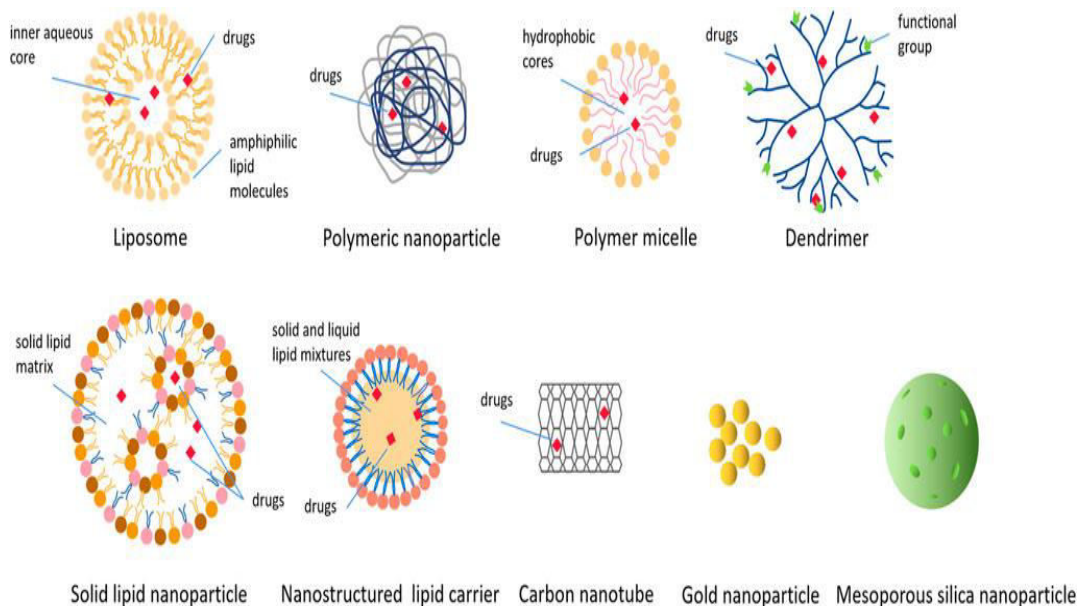 inner aqueous
core
drugs
amphiphilic
lipid
molecules
Liposome
drugs
Polymeric nanoparticle
hydrophobic
cores
drugs
Polymer micelle
drugs
functional
group
Dendrimer
solid lipid
matrix
drugs
Solid lipid nanoparticle
solid and liquid
lipid mixtures
drugs
Nanostructured lipid carrier
drugs
Carbon nanotube
Gold nanoparticle
Mesoporous silica nanoparticle